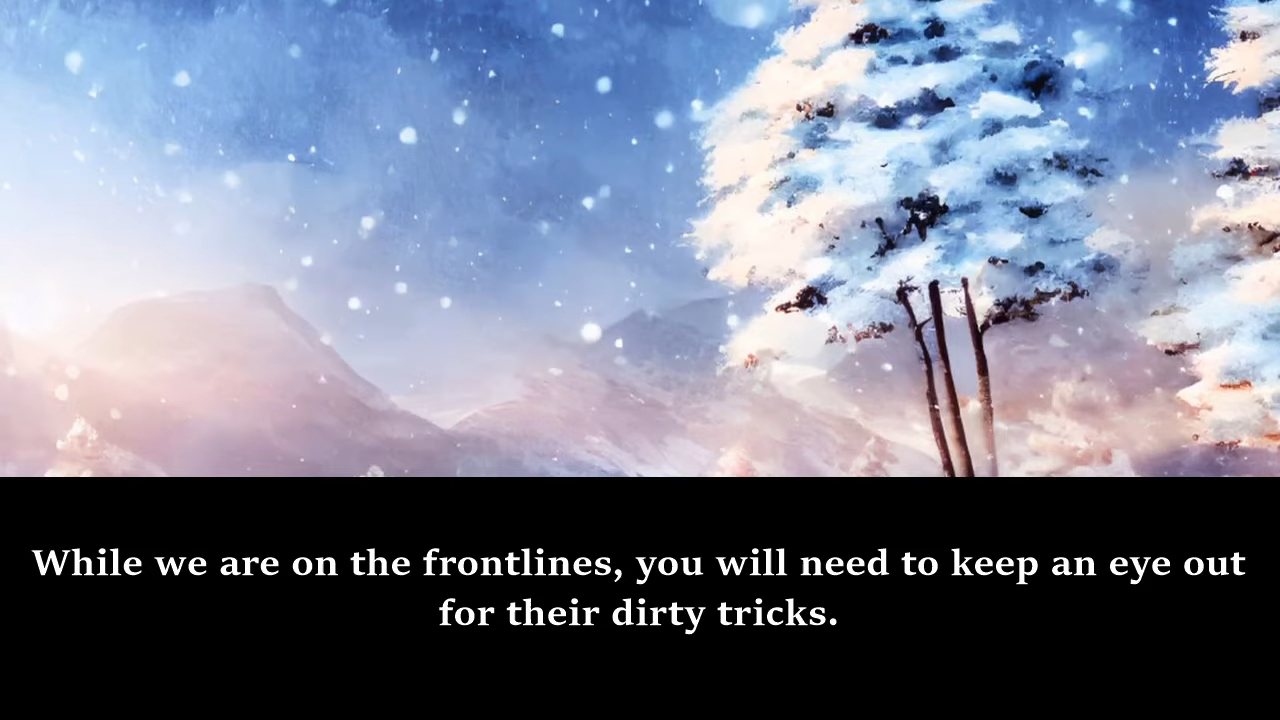 While we are on the frontlines, you will need to keep an eye out
for their dirty tricks.